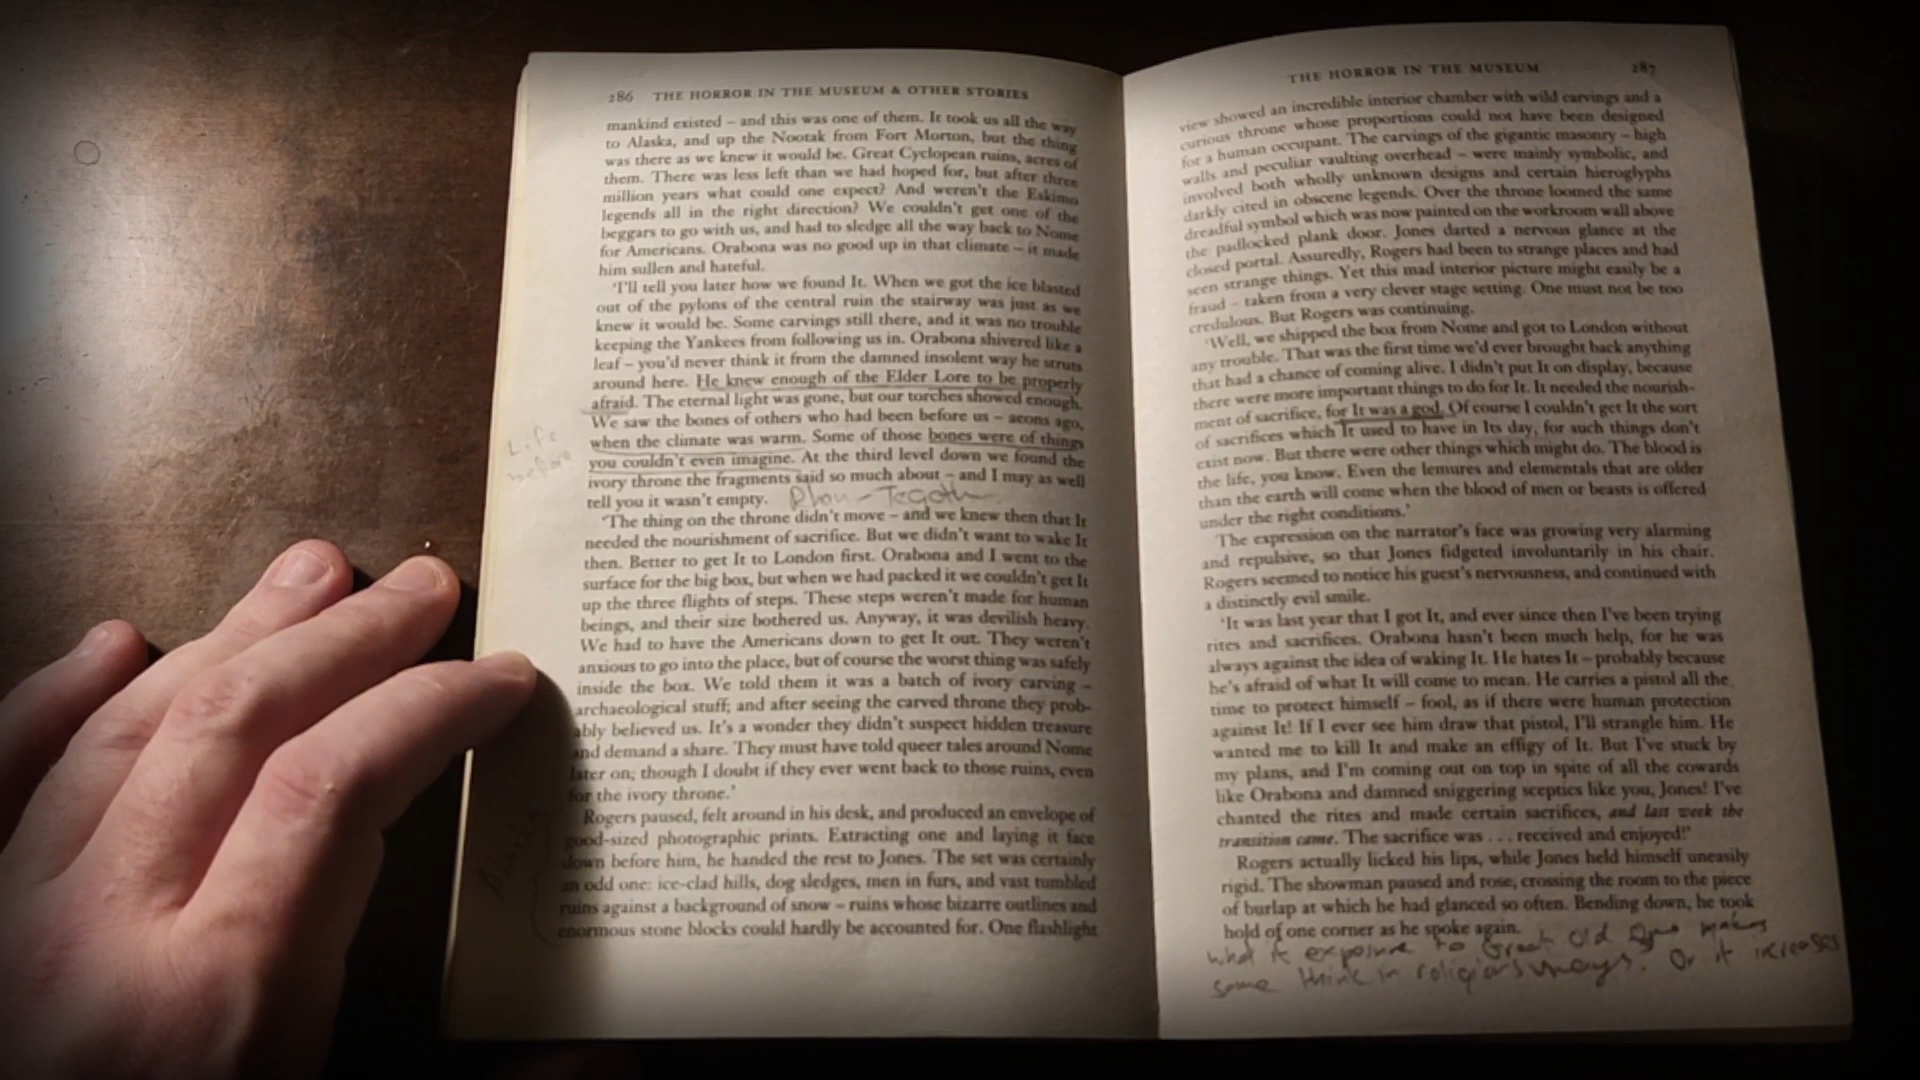 286 THE HORROR IN THE MUSEUM & OTHER STORIES
mankind existed – and this was one of them. It took us all the way
to Alaska, and up the Nootak from Fort Morton, but the thing
was there as we knew it would be. Great Cyclopean ruins, acres of
them. There was less left than we had hoped for, but after three
million years what could one expect? And weren't the Eskimo
legends all in the right direction? We couldn't get one of the
beggars to go with us, and had to sledge all the way back to Nome
for Americans. Orabona was no good up in that climate – it made
him sullen and hateful.
'I'll tell you later how we found It. When we got the ice blasted
out of the pylons of the central ruin the stairway was just as we
knew it would be. Some carvings still there, and it was no trouble
keeping the Yankees from following us in. Orabona shivered like a
leaf – you'd never think it from the damned insolent way he struts
around here. He knew enough of the Elder Lore to be properly
afraid. The eternal light was gone, but our torches showed enough.
We saw the bones of others who had been before us – aeons ago,
when the climate was warm. Some of those bones were of things
you couldn't even imagine. At the third level down we found the
ivory throne the fragments said so much about – and I may as well
tell you it wasn't empty.
Life
before
Rhan-Tegoth
'The thing on the throne didn't move – and we knew then that It
needed the nourishment of sacrifice. But we didn't want to wake It
then. Better to get It to London first. Orabona and I went to the
surface for the big box, but when we had packed it we couldn't get It
up the three flights of steps. These steps weren't made for human
beings, and their size bothered us. Anyway, it was devilish heavy.
We had to have the Americans down to get It out. They weren't
anxious to go into the place, but of course the worst thing was safely
inside the box. We told them it was a batch of ivory carving –
archaeological stuff; and after seeing the carved throne they prob-
ably believed us. It's a wonder they didn't suspect hidden treasure
and demand a share. They must have told queer tales around Nome
later on; though I doubt if they ever went back to those ruins, even
for the ivory throne.'
Rogers paused, felt around in his desk, and produced an envelope of
good-sized photographic prints. Extracting one and laying it face
down before him, he handed the rest to Jones. The set was certainly
an odd one: ice-clad hills, dog sledges, men in furs, and vast tumbled
ruins against a background of snow – ruins whose bizarre outlines and
enormous stone blocks could hardly be accounted for. One flashlight
Alaska
THE HORROR IN THE MUSEUM 287
view showed an incredible interior chamber with wild carvings and a
curious throne whose proportions could not have been designed
for a human occupant. The carvings of the gigantic masonry – high
walls and peculiar vaulting overhead – were mainly symbolic, and
involved both wholly unknown designs and certain hieroglyphs
darkly cited in obscene legends. Over the throne loomed the same
dreadful symbol which was now painted on the workroom wall above
the padlocked plank door. Jones darted a nervous glance at the
closed portal. Assuredly, Rogers had been to strange places and had
seen strange things. Yet this mad interior picture might easily be a
fraud – taken from a very clever stage setting. One must not be too
credulous. But Rogers was continuing.
'Well, we shipped the box from Nome and got to London without
any trouble. That was the first time we'd ever brought back anything
that had a chance of coming alive. I didn't put It on display, because
there were more important things to do for It. It needed the nourish-
ment of sacrifice, for It was a god. Of course I couldn't get It the sort
of sacrifices which It used to have in Its day, for such things don't
exist now. But there were other things which might do. The blood is
the life, you know. Even the lemures and elementals that are older
than the earth will come when the blood of men or beasts is offered
under the right conditions.'
The expression on the narrator's face was growing very alarming
and repulsive, so that Jones fidgeted involuntarily in his chair.
Rogers seemed to notice his guest's nervousness, and continued with
a distinctly evil smile.
'It was last year that I got It, and ever since then I've been trying
rites and sacrifices. Orabona hasn't been much help, for he was
always against the idea of waking It. He hates It – probably because
he's afraid of what It will come to mean. He carries a pistol all the
time to protect himself – fool, as if there were human protection
against It! If I ever see him draw that pistol, I'll strangle him. He
wanted me to kill It and make an effigy of It. But I've stuck by
my plans, and I'm coming out on top in spite of all the cowards
like Orabona and damned sniggering sceptics like you, Jones! I've
chanted the rites and made certain sacrifices, and last week the
transition came. The sacrifice was . . . received and enjoyed!'
Rogers actually licked his lips, while Jones held himself uneasily
rigid. The showman paused and rose, crossing the room to the piece
of burlap at which he had glanced so often. Bending down, he took
hold of one corner as he spoke again.
what if exposure to Great Old Ones makes
some think in religious ways? Or it increases